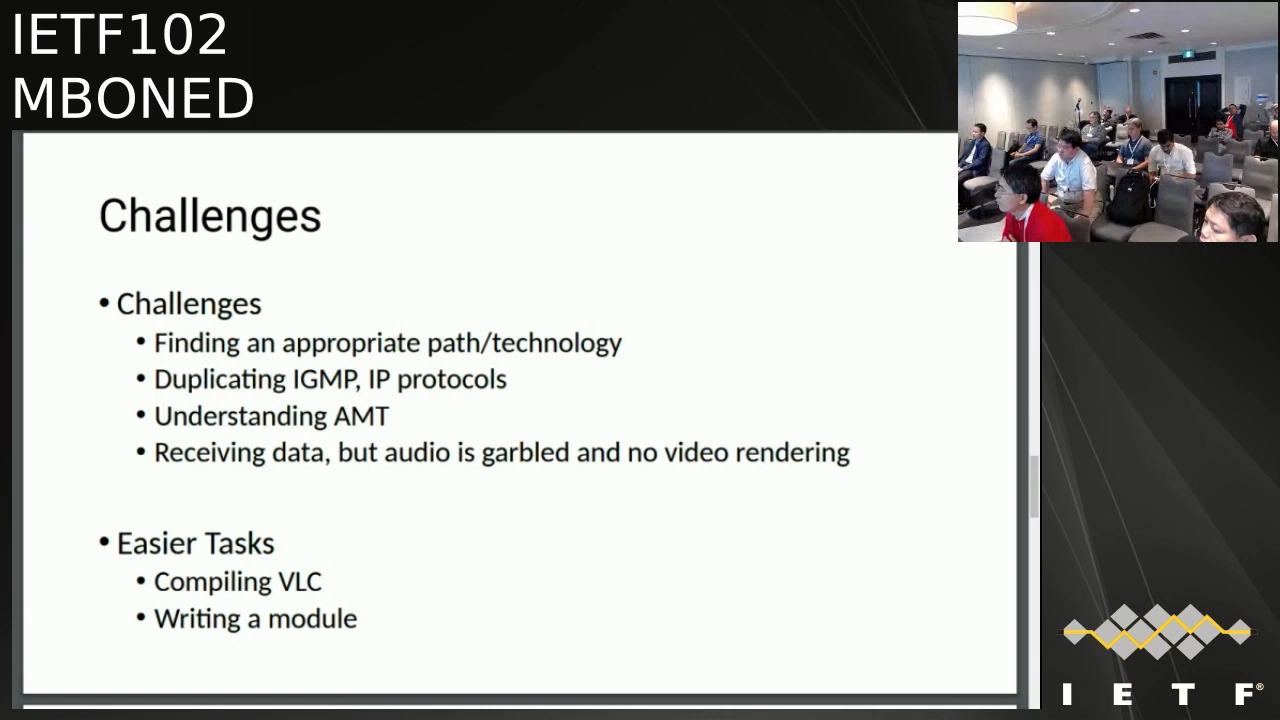 IETF102
MBONED
Challenges
• Challenges
• Finding an appropriate path/technology
• Duplicating IGMP, IP protocols
• Understanding AMT
• Receiving data, but audio is garbled and no video rendering
• Easier Tasks
• Compiling VLC
• Writing a module
I E T F®